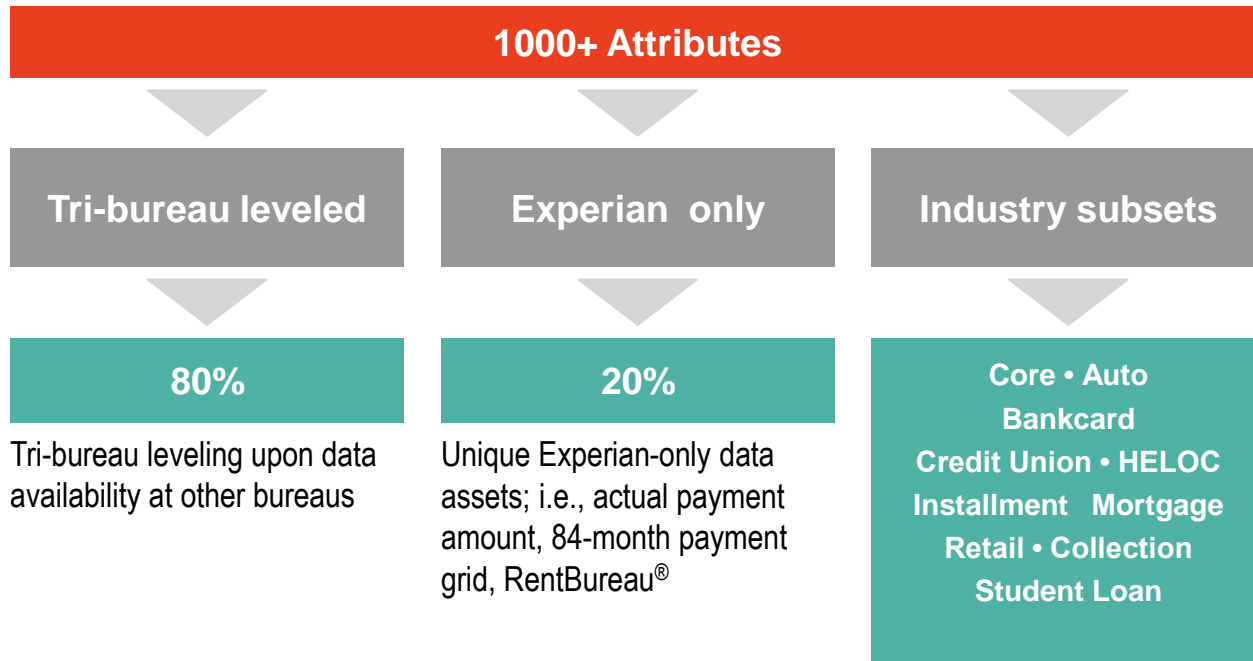 1000+ Attributes
Tri-bureau leveled
Experian only
Industry subsets
80%
Tri-bureau leveling upon data
availability at other bureaus
20%
Unique Experian-only data
assets; i.e., actual payment
amount, 84-month payment
grid, RentBureau®
Core • Auto
Bankcard
Credit Union • HELOC
Installment Mortgage
Retail • Collection
Student Loan